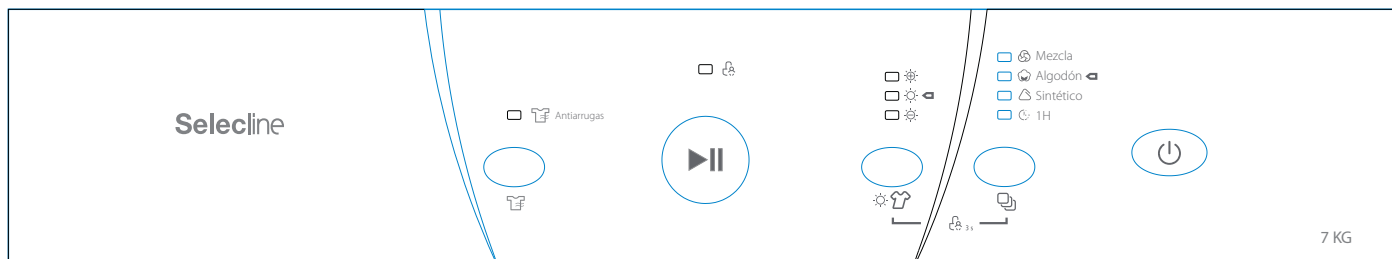 Selecline
Antiarrugas
Mezcla
Algodón
Sintético
1H
3 s
7 KG